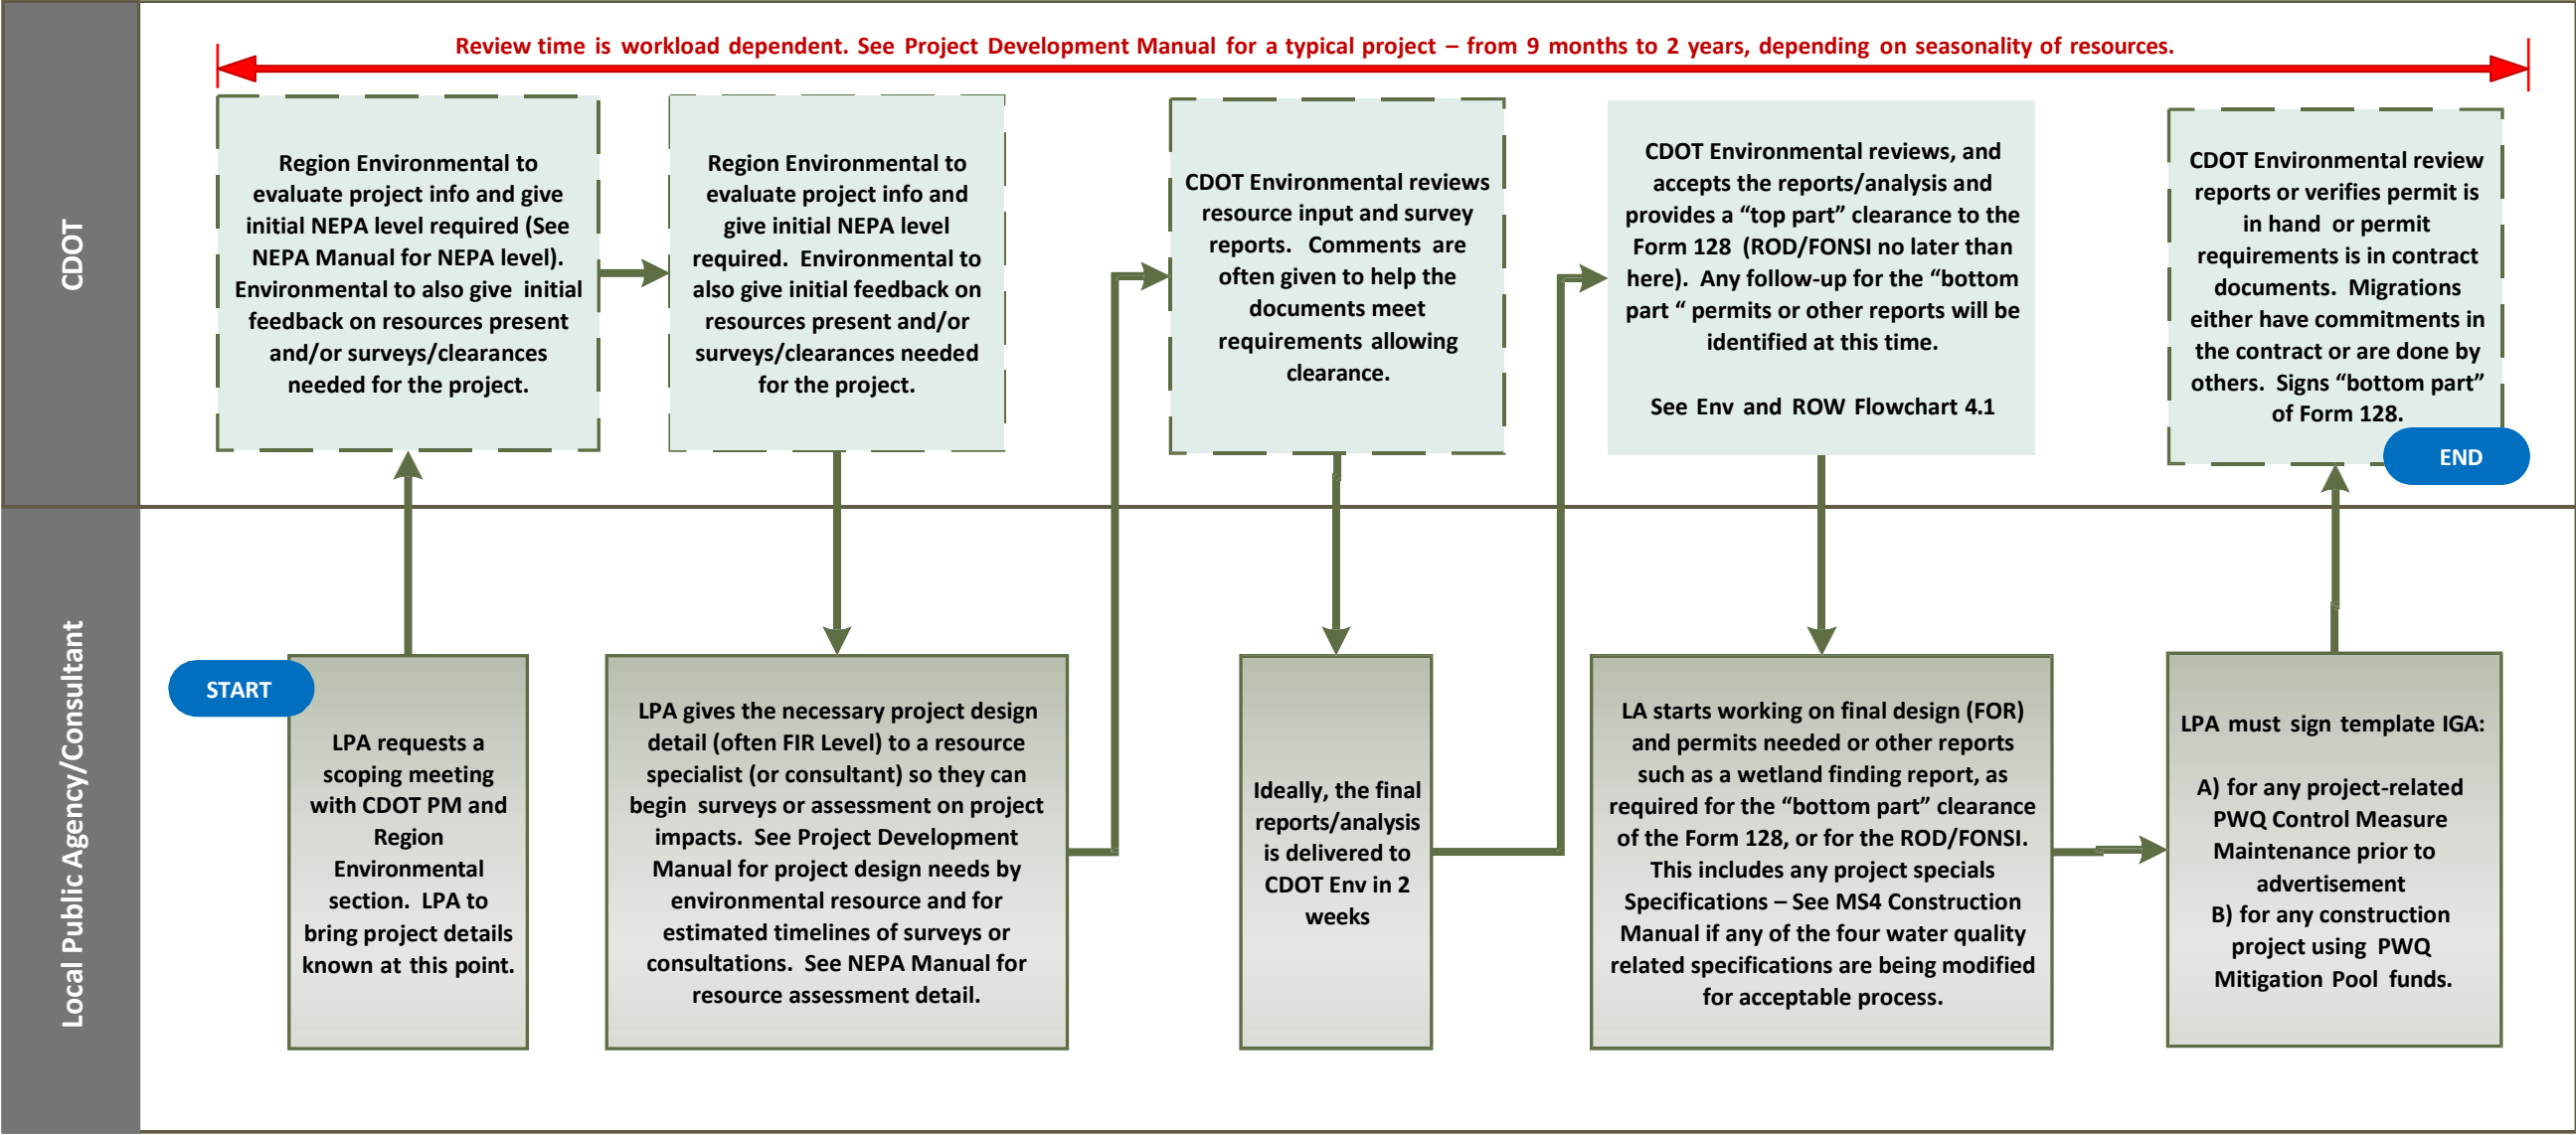 Review time is workload dependent. See Project Development Manual for a typical project – from 9 months to 2 years, depending on seasonality of resources.
CDOT
Region Environmental to
evaluate project info and give
initial NEPA level required (See
NEPA Manual for NEPA level).
Environmental to also give initial
feedback on resources present
and/or surveys/clearances
needed for the project.
Region Environmental to
evaluate project info and
give initial NEPA level
required. Environmental to
also give initial feedback on
resources present and/or
surveys/clearances needed
for the project.
CDOT Environmental reviews
resource input and survey
reports. Comments are
often given to help the
documents meet
requirements allowing
clearance.
CDOT Environmental reviews, and
accepts the reports/analysis and
provides a “top part” clearance to the
Form 128 (ROD/FONSI no later than
here). Any follow-up for the “bottom
part “ permits or other reports will be
identified at this time.
See Env and ROW Flowchart 4.1
CDOT Environmental review
reports or verifies permit is
in hand or permit
requirements is in contract
documents. Migrations
either have commitments in
the contract or are done by
others. Signs “bottom part”
of Form 128.
END
Local Public Agency/Consultant
START
LPA requests a
scoping meeting
with CDOT PM and
Region
Environmental
section. LPA to
bring project details
known at this point.
LPA gives the necessary project design
detail (often FIR Level) to a resource
specialist (or consultant) so they can
begin surveys or assessment on project
impacts. See Project Development
Manual for project design needs by
environmental resource and for
estimated timelines of surveys or
consultations. See NEPA Manual for
resource assessment detail.
Ideally, the final
reports/analysis
is delivered to
CDOT Env in 2
weeks
LA starts working on final design (FOR)
and permits needed or other reports
such as a wetland finding report, as
required for the “bottom part” clearance
of the Form 128, or for the ROD/FONSI.
This includes any project specials
Specifications – See MS4 Construction
Manual if any of the four water quality
related specifications are being modified
for acceptable process.
LPA must sign template IGA:
A) for any project-related
PWQ Control Measure
Maintenance prior to
advertisement
B) for any construction
project using PWQ
Mitigation Pool funds.